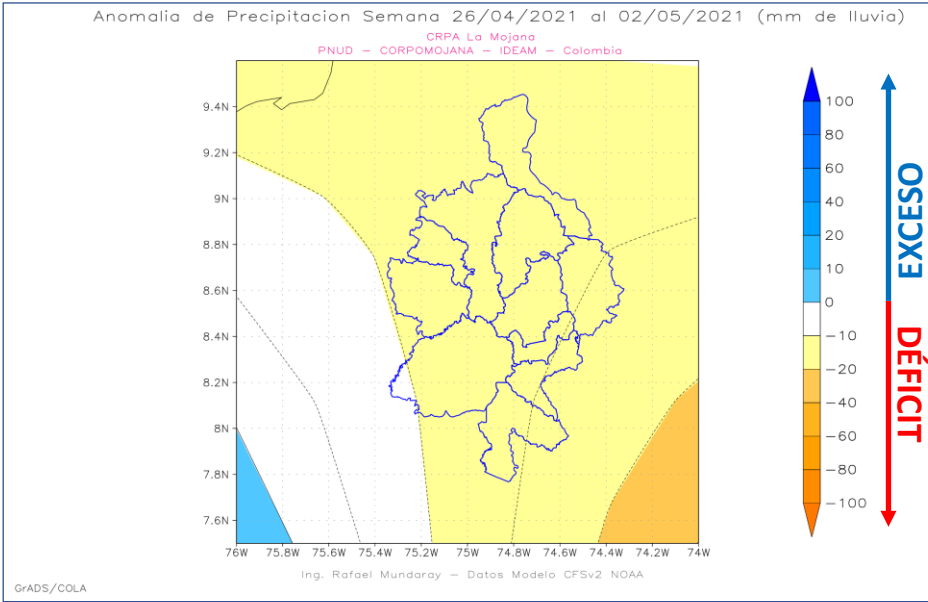 Anomalia de Precipitacion Semana 26/04/2021 al 02/05/2021 (mm de lluvia)
CRPA La Mojana
PNUD – CORPOMOJANA – IDEAM – Colombia
9.4N
9.2N
9N
8.8N
8.6N
8.4N
8.2N
8N
7.8N
7.6N
76W 75.8W 75.6W 75.4W 75.2W 75W 74.8W 74.6W 74.4W 74.2W 74W
100
80
60
40
20
10
0
−10
−20
−40
−60
−80
−100
EXCESO
DÉFICIT
Ing. Rafael Mundaray – Datos Modelo CFSv2 NOAA
GrADS/COLA